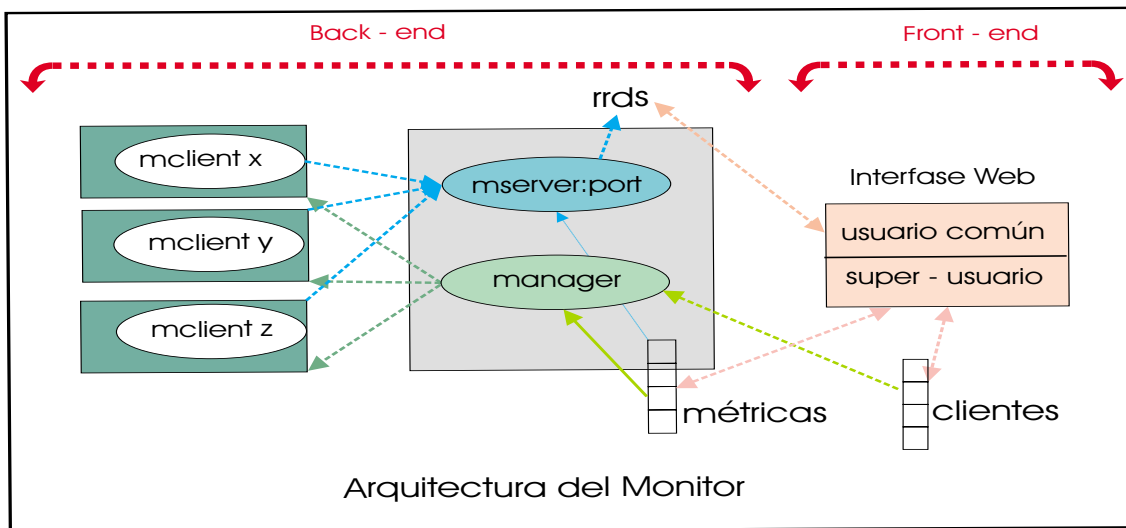 Back - end
Front - end
rrds
mclient x
mserver:port
Interfase Web
mclient y
usuario común
manager
super - usuario
mclient z
métricas
clientes
Arquitectura del Monitor